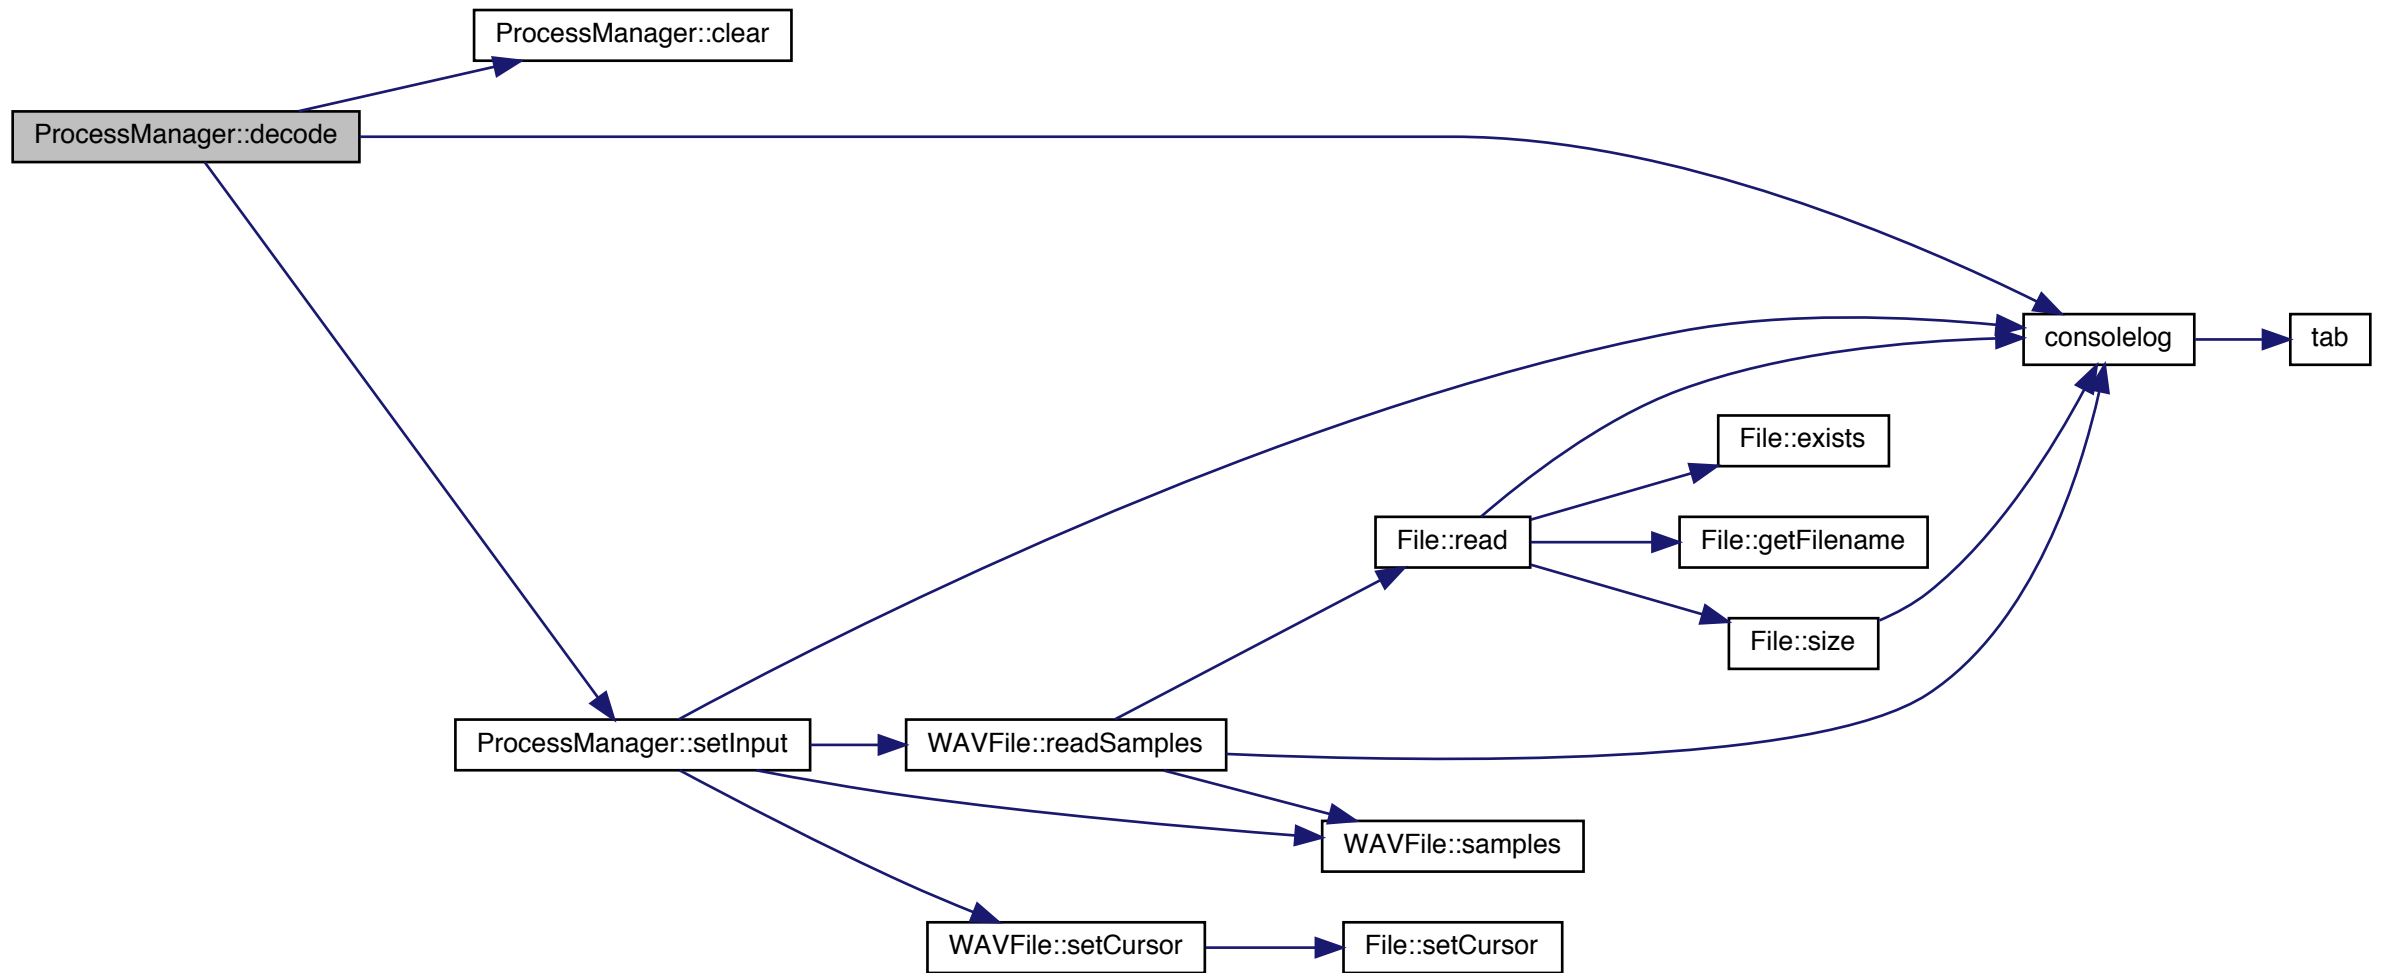 ProcessManager::clear
ProcessManager::decode
consolelog
tab
File::exists
File::read
File::getFilename
File::size
ProcessManager::setInput
WAVFile::readSamples
WAVFile::samples
WAVFile::setCursor
File::setCursor